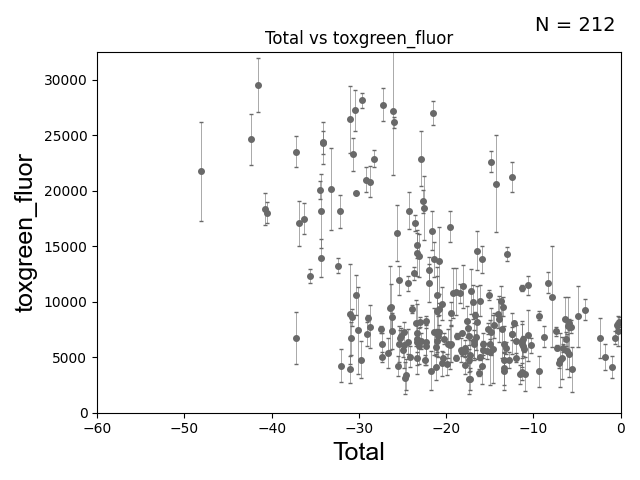 N = 212
Total vs toxgreen_fluor
30000
25000
20000
15000
10000
5000
0
toxgreen_fluor
−60 −50 −40 −30 −20 −10 0
Total